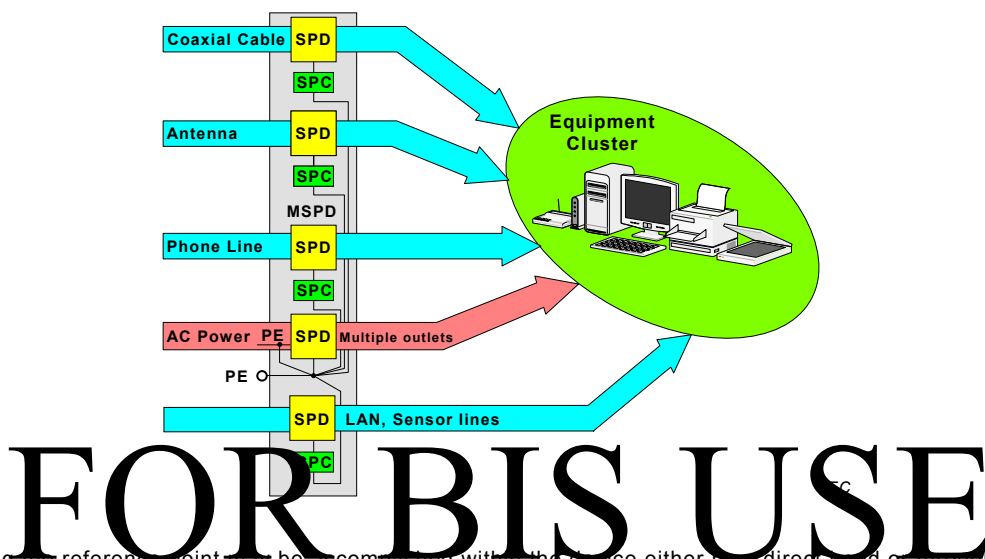 Coaxial Cable SPD
SPC
Equipment
Cluster
Antenna SPD
SPC
MSPD
Phone Line SPD
SPC
AC Power PE SPD Multiple outlets
PE
SPD LAN, Sensor lines
SPC
FOR BIS USE